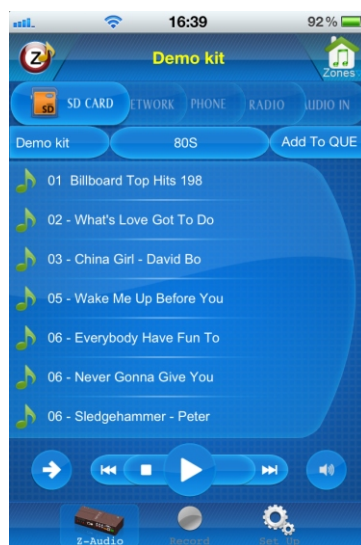 16:39
92%
Z
Demo kit
Zones
SD
SD CARD
ETWORK
PHONE
RADIO
UDIO IN
Demo kit
80S
Add To QUE
01 Billboard Top Hits 198
02 - What's Love Got To Do
03 - China Girl - David Bo
05 - Wake Me Up Before You
06 - Everybody Have Fun To
06 - Never Gonna Give You
06 - Sledgehammer - Peter
Z-Audio
Record
Set Up